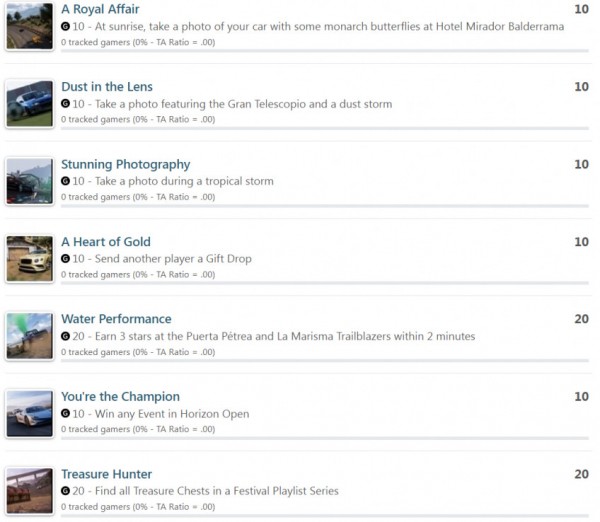 A Royal Affair 10
G 10 - At sunrise, take a photo of your car with some monarch butterflies at Hotel Mirador Balderrama
0 tracked gamers (0% - TA Ratio = .00)
Dust in the Lens 10
G 10 - Take a photo featuring the Gran Telescopio and a dust storm
0 tracked gamers (0% - TA Ratio = .00)
Stunning Photography 10
G 10 - Take a photo during a tropical storm
0 tracked gamers (0% - TA Ratio = .00)
A Heart of Gold 10
G 10 - Send another player a Gift Drop
0 tracked gamers (0% - TA Ratio = .00)
Water Performance 20
G 20 - Earn 3 stars at the Puerta Pétrea and La Marisma Trailblazers within 2 minutes
0 tracked gamers (0% - TA Ratio = .00)
You're the Champion 10
G 10 - Win any Event in Horizon Open
0 tracked gamers (0% - TA Ratio = .00)
Treasure Hunter 20
G 20 - Find all Treasure Chests in a Festival Playlist Series
0 tracked gamers (0% - TA Ratio = .00)